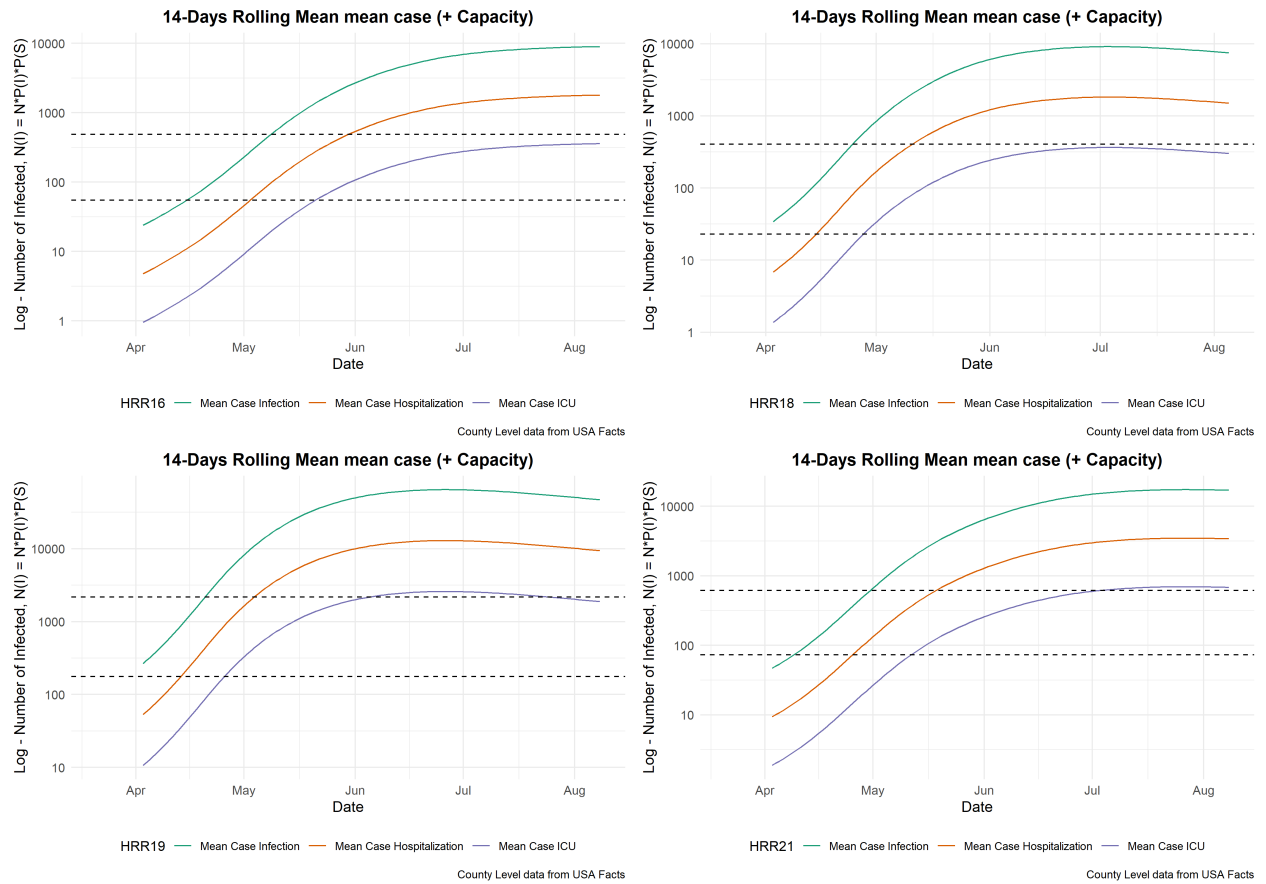 14-Days Rolling Mean mean case (+ Capacity)
Log - Number of Infected, N(I) = N*P(I)*P(S)
10000
1000
100
10
1
Apr May Jun Jul Aug
Date
HRR16 Mean Case Infection Mean Case Hospitalization Mean Case ICU
County Level data from USA Facts
14-Days Rolling Mean mean case (+ Capacity)
Log - Number of Infected, N(I) = N*P(I)*P(S)
10000
1000
100
10
1
Apr May Jun Jul Aug
Date
HRR18 Mean Case Infection Mean Case Hospitalization Mean Case ICU
County Level data from USA Facts
14-Days Rolling Mean mean case (+ Capacity)
Log - Number of Infected, N(I) = N*P(I)*P(S)
10000
1000
100
10
Apr May Jun Jul Aug
Date
HRR19 Mean Case Infection Mean Case Hospitalization Mean Case ICU
County Level data from USA Facts
14-Days Rolling Mean mean case (+ Capacity)
Log - Number of Infected, N(I) = N*P(I)*P(S)
10000
1000
100
10
Apr May Jun Jul Aug
Date
HRR21 Mean Case Infection Mean Case Hospitalization Mean Case ICU
County Level data from USA Facts